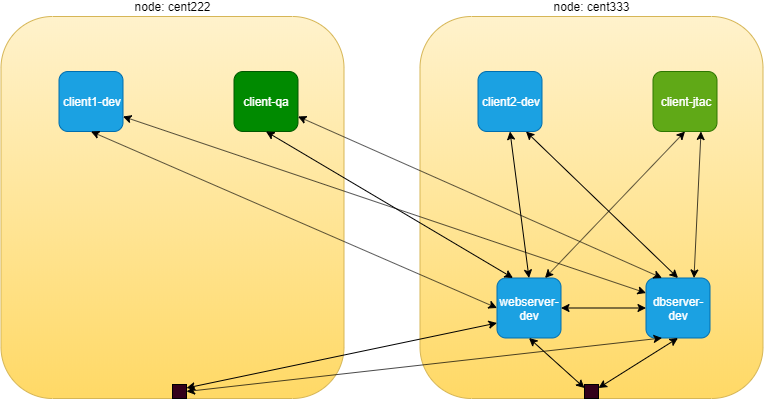 node: cent222
node: cent333
client1-dev
client-qa
client2-dev
client-jtac
webserver-
dev
dbserver-
dev